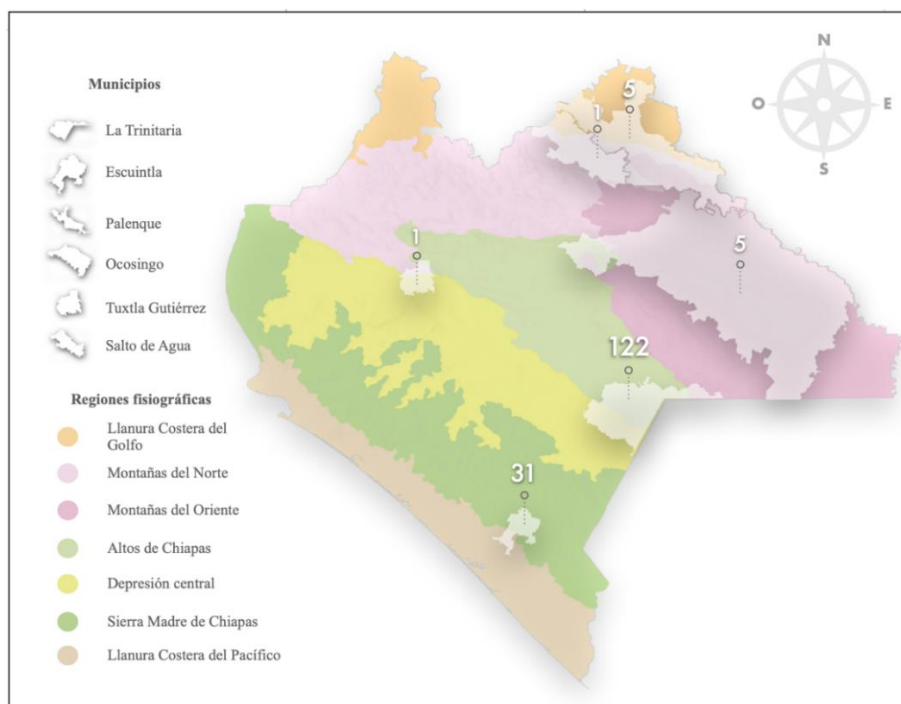 Municipios
La Trinitaria
Escuintla
Palenque
Ocosingo
Tuxtla Gutiérrez
Salto de Agua
Regiones fisiográficas
Llanura Costera del
Golfo
Montañas del Norte
Montañas del Oriente
Altos de Chiapas
Depresión central
Sierra Madre de Chiapas
Llanura Costera del Pacífico
N
O
E
S
5
1
1
5
122
31